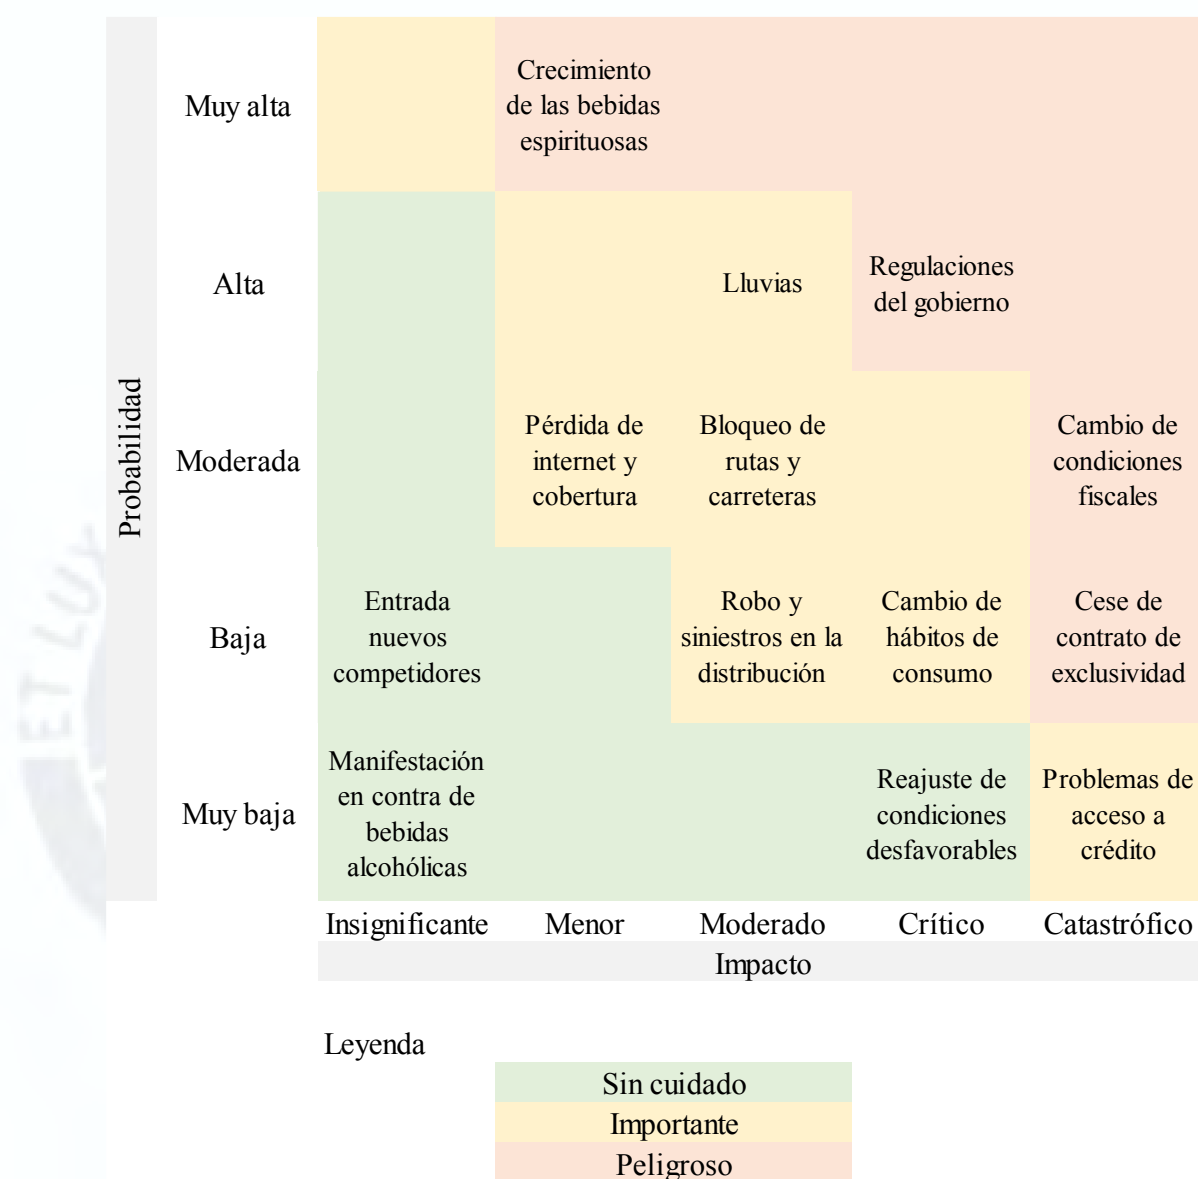 Crecimiento
de las bebidas
espirituosas
Muy alta
Alta
Lluvias
Regulaciones
del gobierno
Probabilidad
Moderada
Pérdida de
internet y
cobertura
Bloqueo de
rutas y
carreteras
Cambio de
condiciones
fiscales
Baja
Entrada
nuevos
competidores
Robo y
siniestros en la
distribución
Cambio de
hábitos de
consumo
Cese de
contrato de
exclusividad
Muy baja
Manifestación
en contra de
bebidas
alcohólicas
Reajuste de
condiciones
desfavorables
Problemas de
acceso a
crédito
Insignificante
Menor
Moderado
Crítico
Catastrófico
Impacto
Leyenda
Sin cuidado
Importante
Peligroso
ET LUX